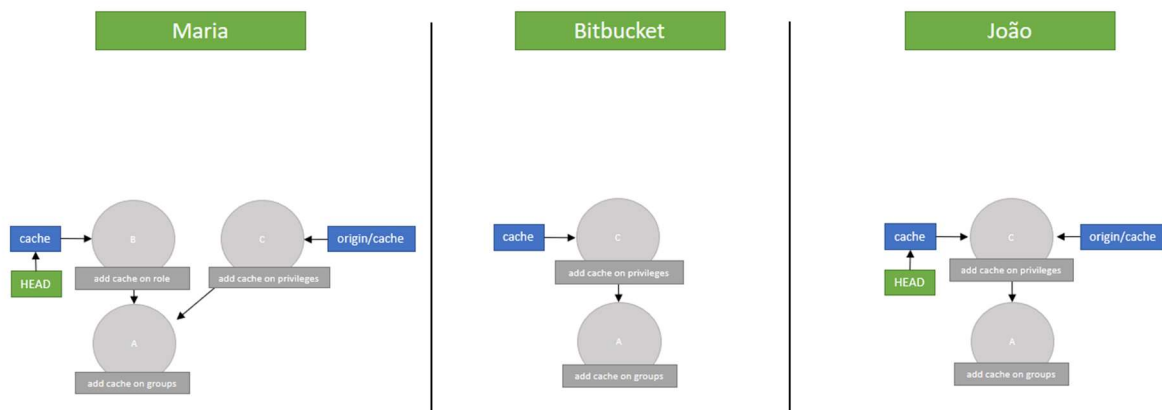 Maria
Bitbucket
João
cache
B
C
origin/cache
HEAD
add cache on role
add cache on privileges
A
add cache on groups
cache
C
add cache on privileges
A
add cache on groups
cache
C
origin/cache
HEAD
add cache on privileges
A
add cache on groups